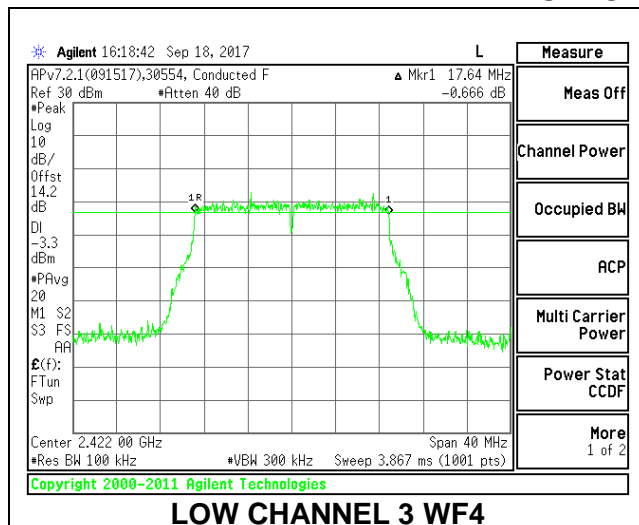 Agilent 16:18:42 Sep 18, 2017 L
APv7.2.1(091517),30554, Conducted F
Δ Mkr1 17.64 MHz
Ref 30 dBm #Atten 40 dB -0.666 dB
#Peak
Log
10
dB/
Offst
14.2
dB
DI
-3.3
dBm
#PAvg
20
M1 S2
S3 FS
AA
£(f):
FTun
Swp
1R
1
Center 2.422 00 GHz Span 40 MHz
#Res BW 100 kHz #VBW 300 kHz Sweep 3.867 ms (1001 pts)
Copyright 2000-2011 Agilent Technologies
Measure
Meas Off
Channel Power
Occupied BW
ACP
Multi Carrier
Power
Power Stat
CCDF
More
1 of 2
LOW CHANNEL 3 WF4